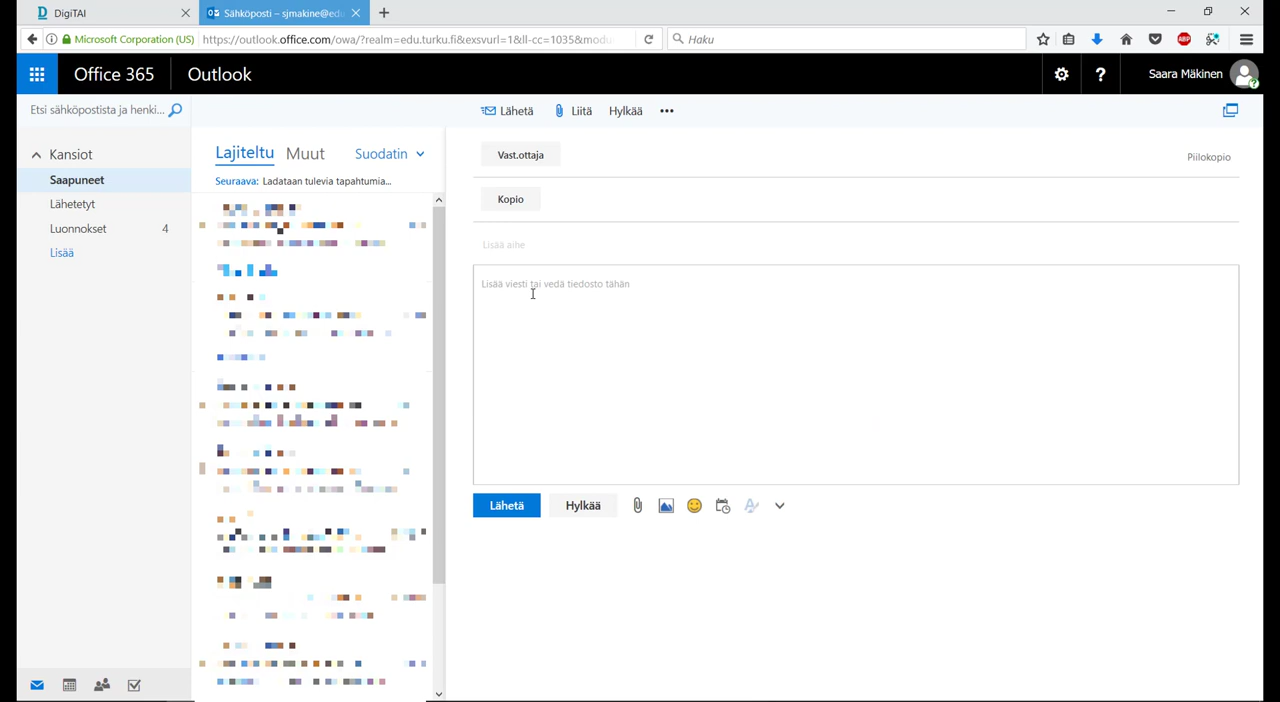 DigiTAI
Sähköposti – sjmakine@edu
Microsoft Corporation (US)
https://outlook.office.com/owa/?realm=edu.turku.fi&exsvurl=1&ll-cc=1035&modu
Haku
Office 365
Outlook
Saara Mäkinen
Etsi sähköpostista ja henki...
Lähetä
Liitä
Hylkää
Kansiot
Saapuneet
Lähetetyt
Luonnokset 4
Lisää
Lajiteltu
Muut
Suodatin
Seuraava: Ladataan tulevia tapahtumia...
Vast.ottaja
Piilokopio
Kopio
Lisää aihe
Lisää viesti tai vedä tiedosto tähän
Lähetä
Hylkää